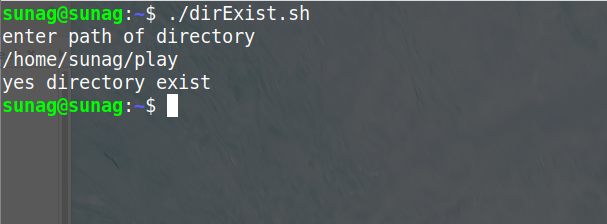 sunag@sunag:~$ ./dirExist.sh
enter path of directory
/home/sunag/play
yes directory exist
sunag@sunag:~$